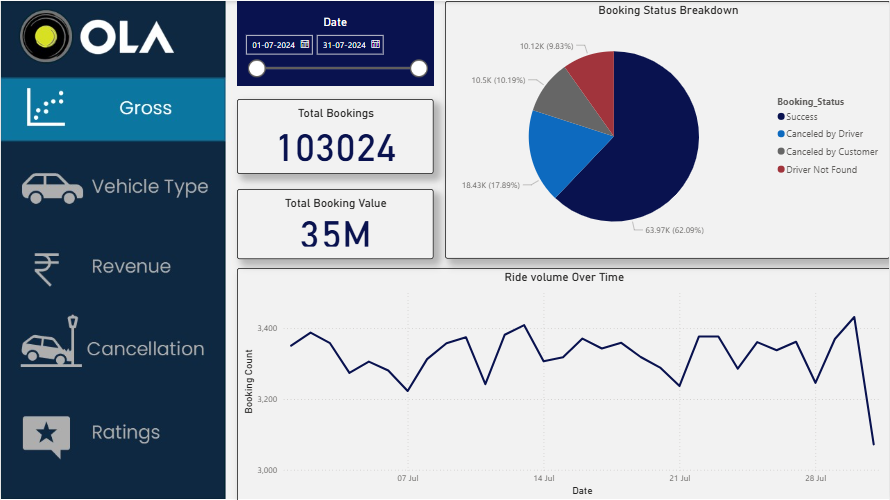 OLA
Gross
Vehicle Type
Revenue
Cancellation
Ratings
Date
01-07-2024
31-07-2024
Total Bookings
103024
Total Booking Value
35M
Booking Status Breakdown
10.12K (9.83%)
10.5K (10.19%)
18.43K (17.89%)
63.97K (62.09%)
Booking_Status
Success
Canceled by Driver
Canceled by Customer
Driver Not Found
Ride volume Over Time
Booking Count
3,400
3,200
3,000
07 Jul
14 Jul
21 Jul
28 Jul
Date